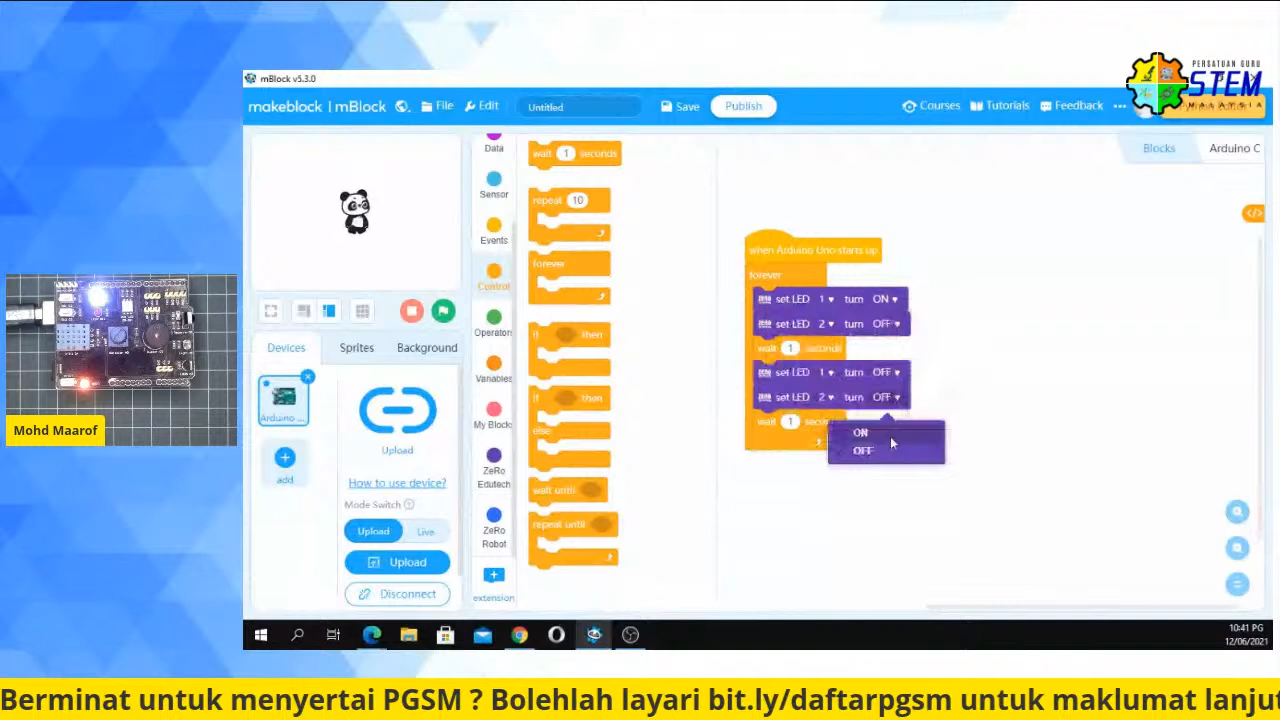 PERSATUAN GURU
STEM
MALAYSIA
mBlock v5.3.0
makeblock | mBlock
File
Edit
Untitled
Save
Publish
Courses
Tutorials
Feedback
Python Editor
Data
Sensor
Events
Control
Operators
Variables
My Blocks
ZeRo
Edutech
ZeRo
Robot
extension
wait 1 seconds
repeat 10
forever
if then
if then
else
wait until
repeat until
Blocks
Arduino C
when Arduino Uno starts up
forever
set LED 1 turn ON
set LED 2 turn OFF
wait 1 seconds
set LED 1 turn OFF
set LED 2 turn OFF
wait 1
ON
OFF
Devices
Sprites
Background
Arduino ...
add
Upload
How to use device?
Mode Switch
Upload
Live
Upload
Disconnect
Mohd Maarof
10:41 PG
12/06/2021
Berminat untuk menyertai PGSM ? Bolehlah layari bit.ly/daftarpgsm untuk maklumat lanjut